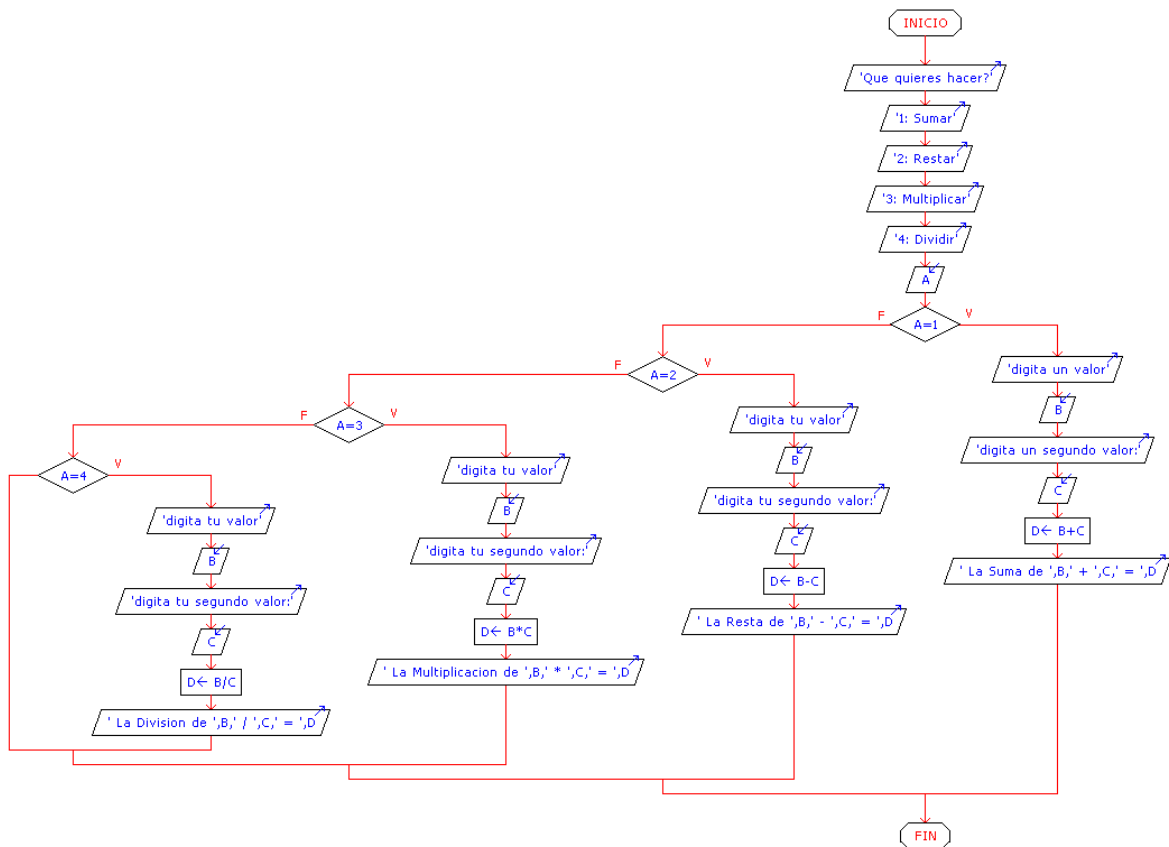 INICIO
'Que quieres hacer?'
'1: Sumar'
'2: Restar'
'3: Multiplicar'
'4: Dividir'
A
F
A=1
V
digita un valor'
B
'digita un segundo valor:'
C
D← B+C
' La Suma de ',B,' + ',C,' = ',D
F
A=2
V
'digita tu valor'
B
'digita tu segundo valor:'
C
D← B-C
' La Resta de ',B,' - ',C,' = ',D
F
A=3
V
'digita tu valor'
B
'digita tu segundo valor:'
C
D← B*C
' La Multiplicacion de ',B,' * ',C,' = ',D
A=4
V
'digita tu valor'
B
'digita tu segundo valor:'
C
D← B/C
' La Division de ',B,' / ',C,' = ',D
FIN